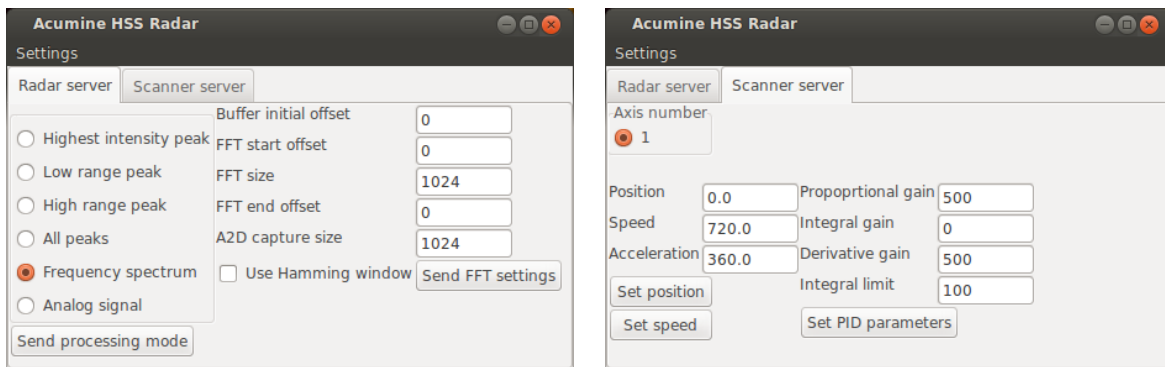 Acumine HSS Radar
Settings
Radar server Scanner server
Highest intensity peak
Low range peak
High range peak
All peaks
Frequency spectrum
Analog signal
Send processing mode
Buffer initial offset 0
FFT start offset 0
FFT size 1024
FFT end offset 0
A2D capture size 1024
Use Hamming window Send FFT settings
Acumine HSS Radar
Settings
Radar server Scanner server
Axis number
1
Position 0.0
Speed 720.0
Acceleration 360.0
Set position
Set speed
Propoprtional gain 500
Integral gain 0
Derivative gain 500
Integral limit 100
Set PID parameters